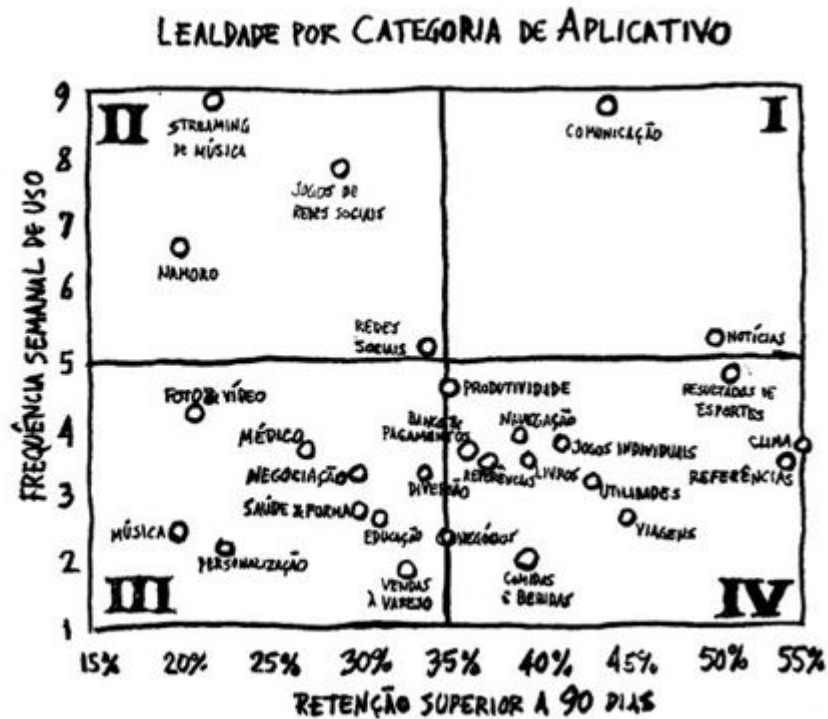 LEALDADE POR CATEGORIA DE APLICATIVO
FREQUÊNCIA SEMANAL DE USO
9
8
7
6
5
4
3
2
1
II
I
STREAMING
DE MÚSICA
COMUNICAÇÃO
JOGOS DE
REDES SOCIAIS
NAMORO
REDES
SOCIAIS
NOTÍCIAS
FOTO & VÍDEO
PRODUTIVIDADE
RESULTADOS DE
ESPORTES
MÉDICO
BANCO &
PAGAMENTOS
NAVEGAÇÃO
JOGOS INDIVIDUAIS
CLIMA
NEGOCIAÇÃO
DIVERSÃO
REFERÊNCIAS
LIVROS
UTILIDADES
REFERÊNCIAS
SAÚDE & FORMA
EDUCAÇÃO
NEGÓCIOS
VIAGENS
MÚSICA
PERSONALIZAÇÃO
VENDAS
À VAREJO
COMIDAS
E BEBIDAS
III
IV
15% 20% 25% 30% 35% 40% 45% 50% 55%
RETENÇÃO SUPERIOR A 90 DIAS